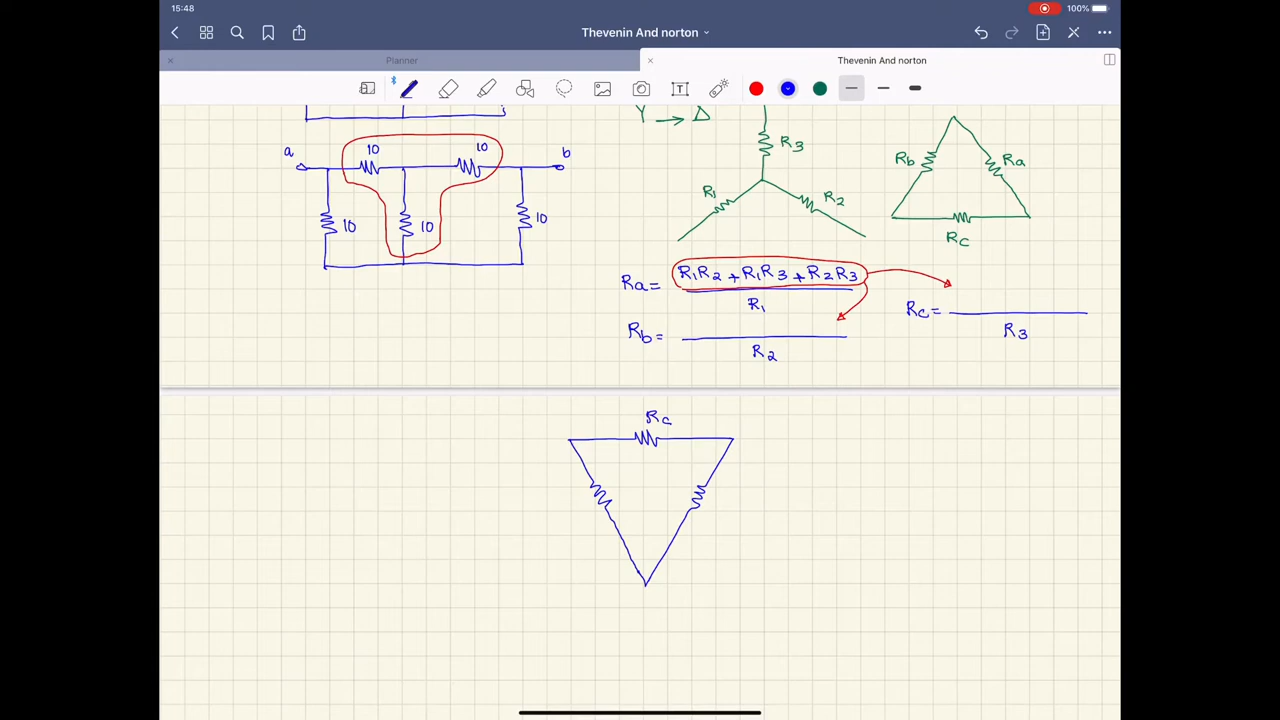 15:48
100%
Thevenin And norton
Planner
Thevenin And norton
T
Y → Δ
R3
R1
R2
Rb
Ra
Rc
a
10
10
b
10
10
10
Ra= R1R2 + R1R3 + R2R3
R1
Rb=
R2
Rc=
R3
Rc